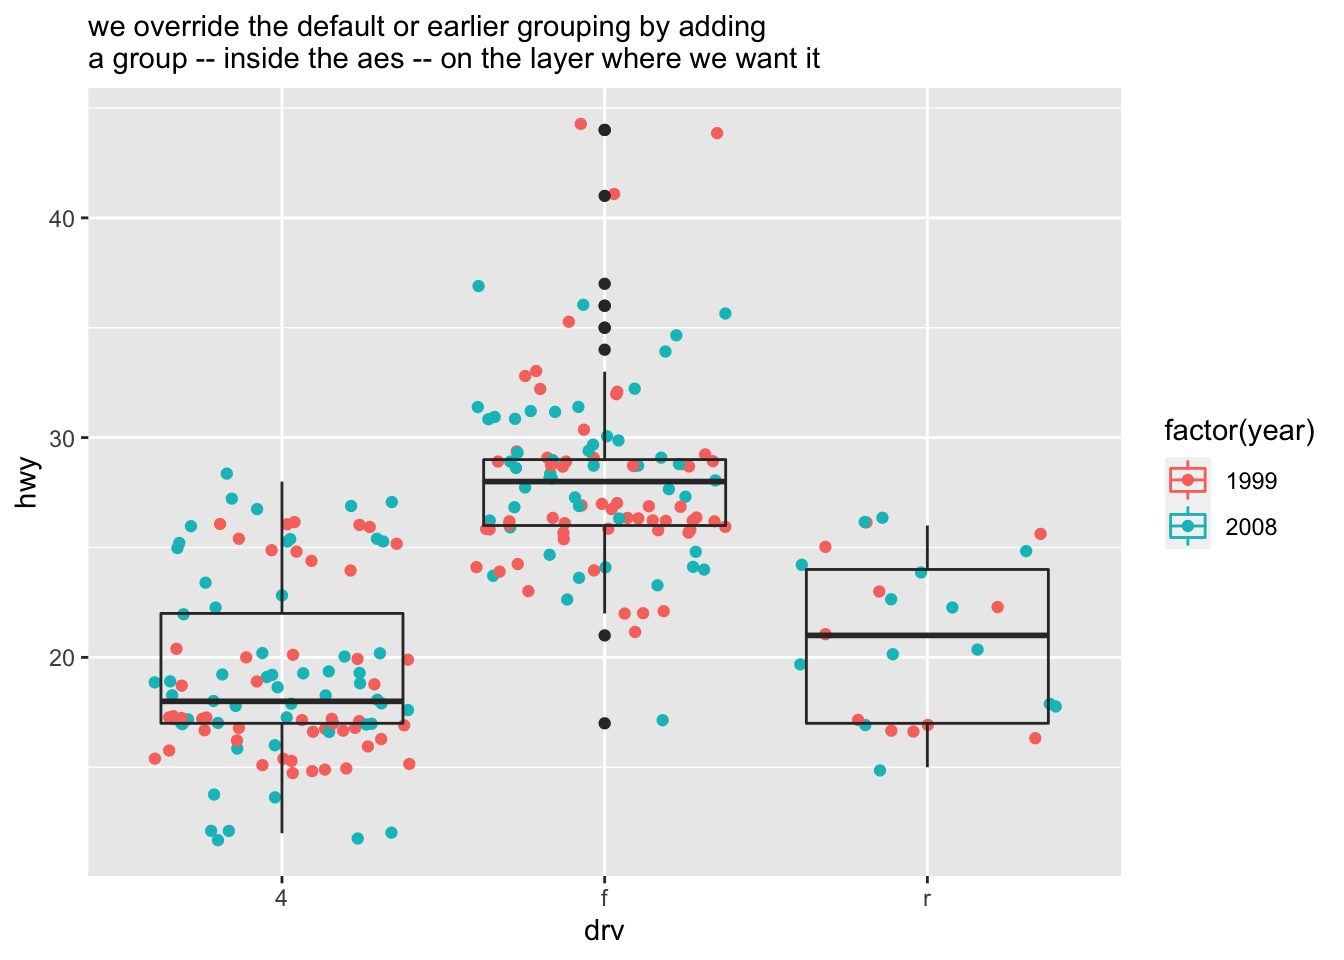 we override the default or earlier grouping by adding
a group -- inside the aes -- on the layer where we want it
40
30
20
hwy
4
f
r
drv
factor(year)
1999
2008